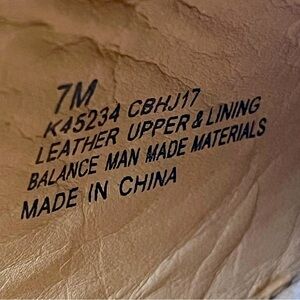 7M
K45234 CBHJ17
LEATHER UPPER & LINING
BALANCE MAN MADE MATERIALS
MADE IN CHINA